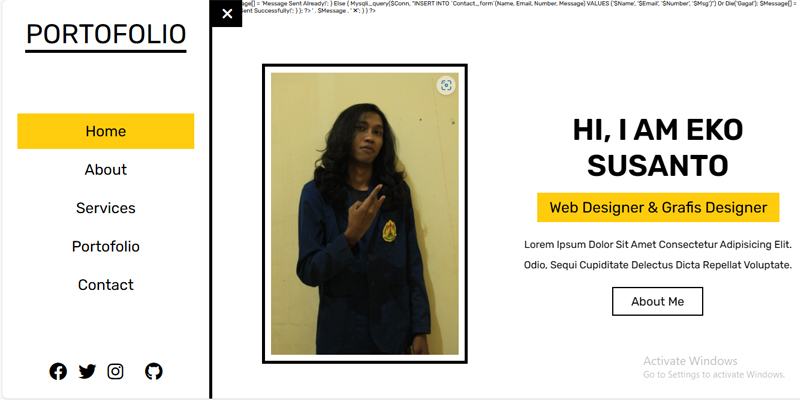 sage[] = 'Message Sent Already!'; } Else { Mysqli_query($Conn, "INSERT INTO `Contact_form`(Name, Email, Number, Message) VALUES ('$Name', '$Email', '$Number', '$Msg')") Or Die('Gagal'); $Message[] =
Sent Successfully!'; } }; ?> ' . $Message . ' ✕'; } } ?>
PORTOFOLIO
Home
About
Services
Portofolio
Contact
HI, I AM EKO
SUSANTO
Web Designer & Grafis Designer
Lorem Ipsum Dolor Sit Amet Consectetur Adipisicing Elit.
Odio, Sequi Cupiditate Delectus Dicta Repellat Voluptate.
About Me
Activate Windows
Go to Settings to activate Windows.